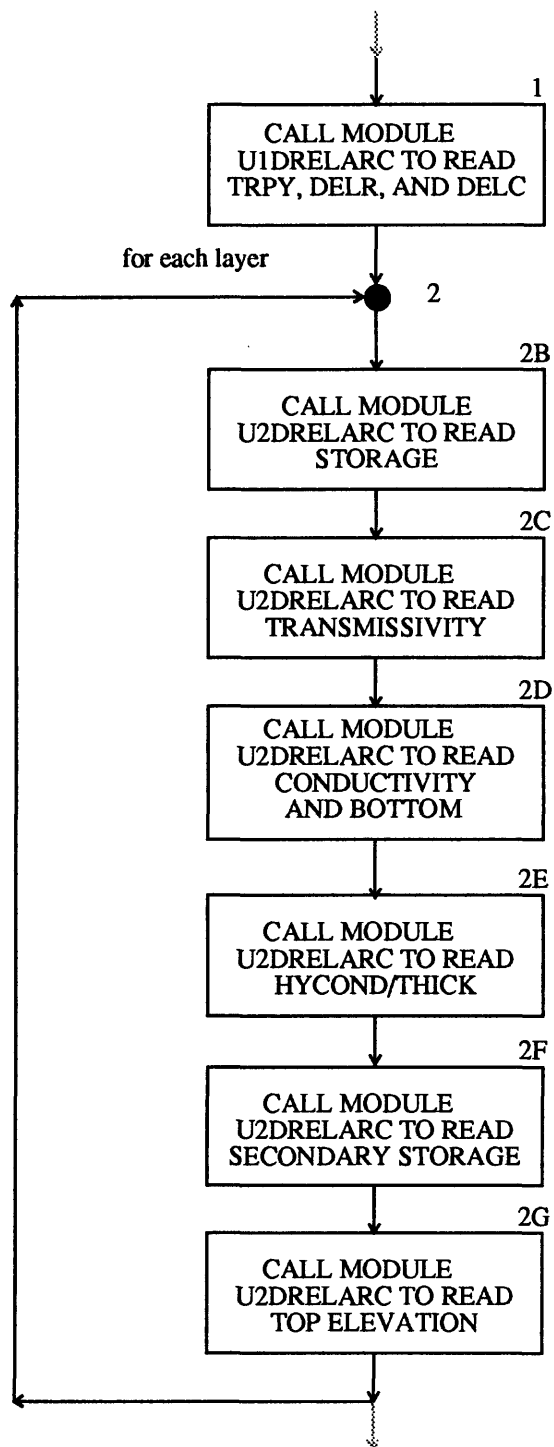 1
CALL MODULE
U1DRELARC TO READ
TRPY, DELR, AND DELC
for each layer
2
2B
CALL MODULE
U2DRELARC TO READ
STORAGE
2C
CALL MODULE
U2DRELARC TO READ
TRANSMISSIVITY
2D
CALL MODULE
U2DRELARC TO READ
CONDUCTIVITY
AND BOTTOM
2E
CALL MODULE
U2DRELARC TO READ
HYCOND/THICK
2F
CALL MODULE
U2DRELARC TO READ
SECONDARY STORAGE
2G
CALL MODULE
U2DRELARC TO READ
TOP ELEVATION